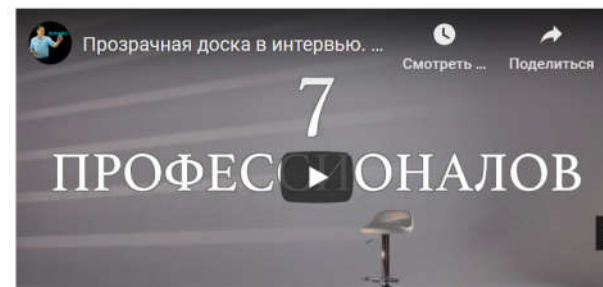 Прозрачная доска в интервью. ...
Смотреть ...
Поделиться
7
ПРОФЕССИОНАЛОВ